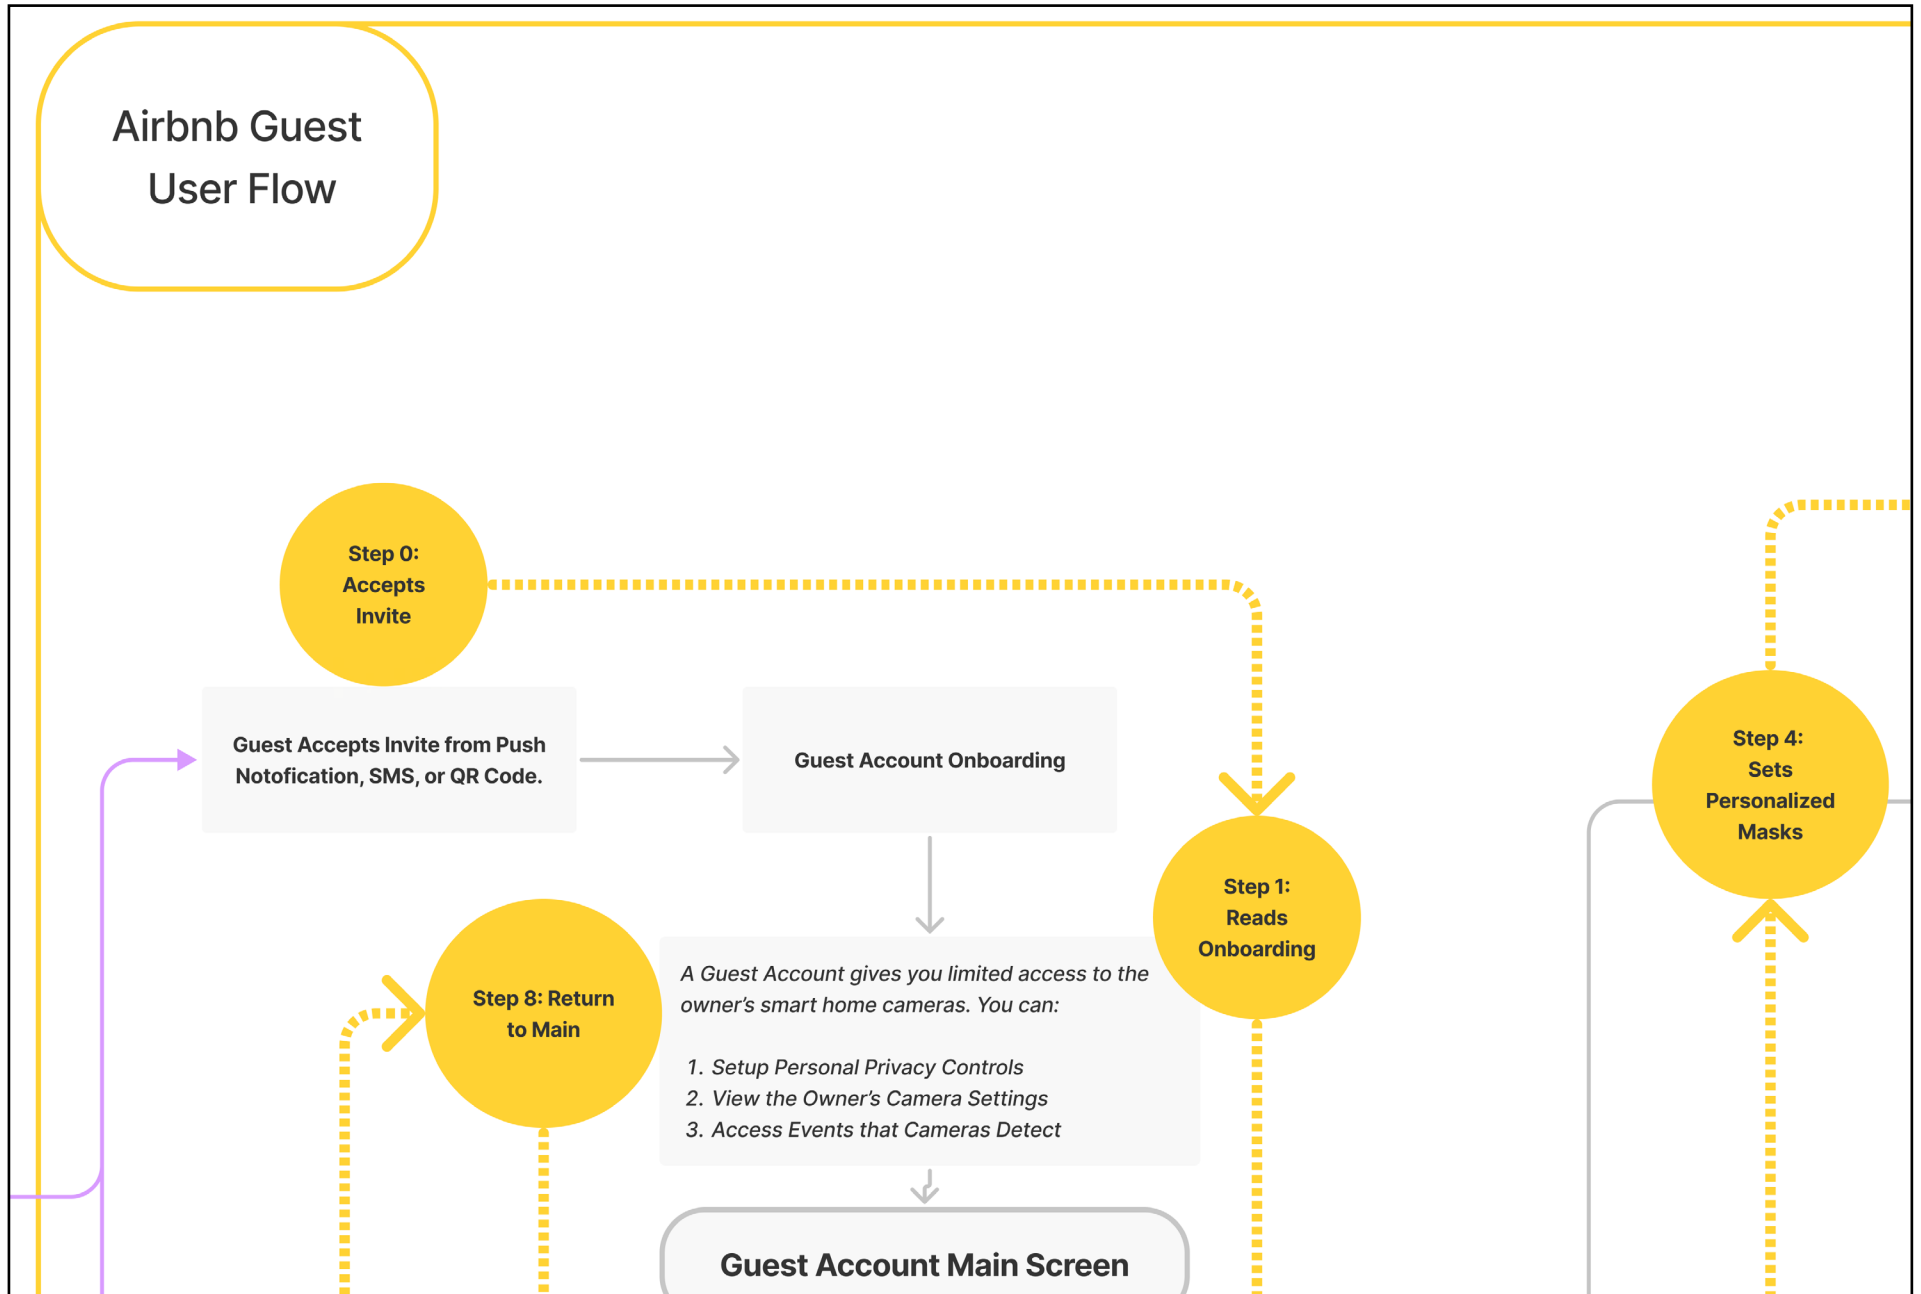 Airbnb Guest
User Flow
Step 0:
Accepts
Invite
Guest Accepts Invite from Push
Notofication, SMS, or QR Code.
Guest Account Onboarding
Step 1:
Reads
Onboarding
Step 4:
Sets
Personalized
Masks
Step 8: Return
to Main
A Guest Account gives you limited access to the
owner’s smart home cameras. You can:
1. Setup Personal Privacy Controls
2. View the Owner’s Camera Settings
3. Access Events that Cameras Detect
Guest Account Main Screen